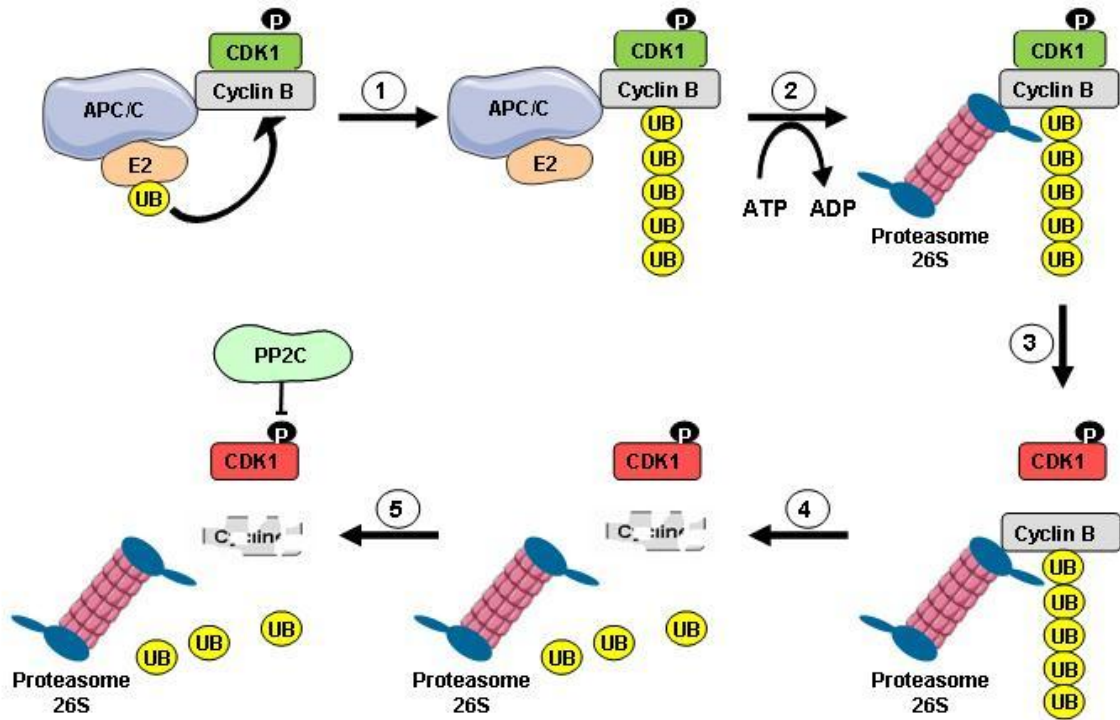 P
CDK1
Cyclin B
APC/C
E2
UB
1
P
CDK1
Cyclin B
APC/C
E2
UB
UB
UB
UB
UB
2
ATP ADP
P
CDK1
Cyclin B
UB
UB
UB
UB
UB
Proteasome
26S
3
P
CDK1
Cyclin B
UB
UB
UB
UB
UB
Proteasome
26S
4
P
CDK1
UB
UB
UB
Proteasome
26S
5
PP2C
P
CDK1
UB
UB
UB
Proteasome
26S